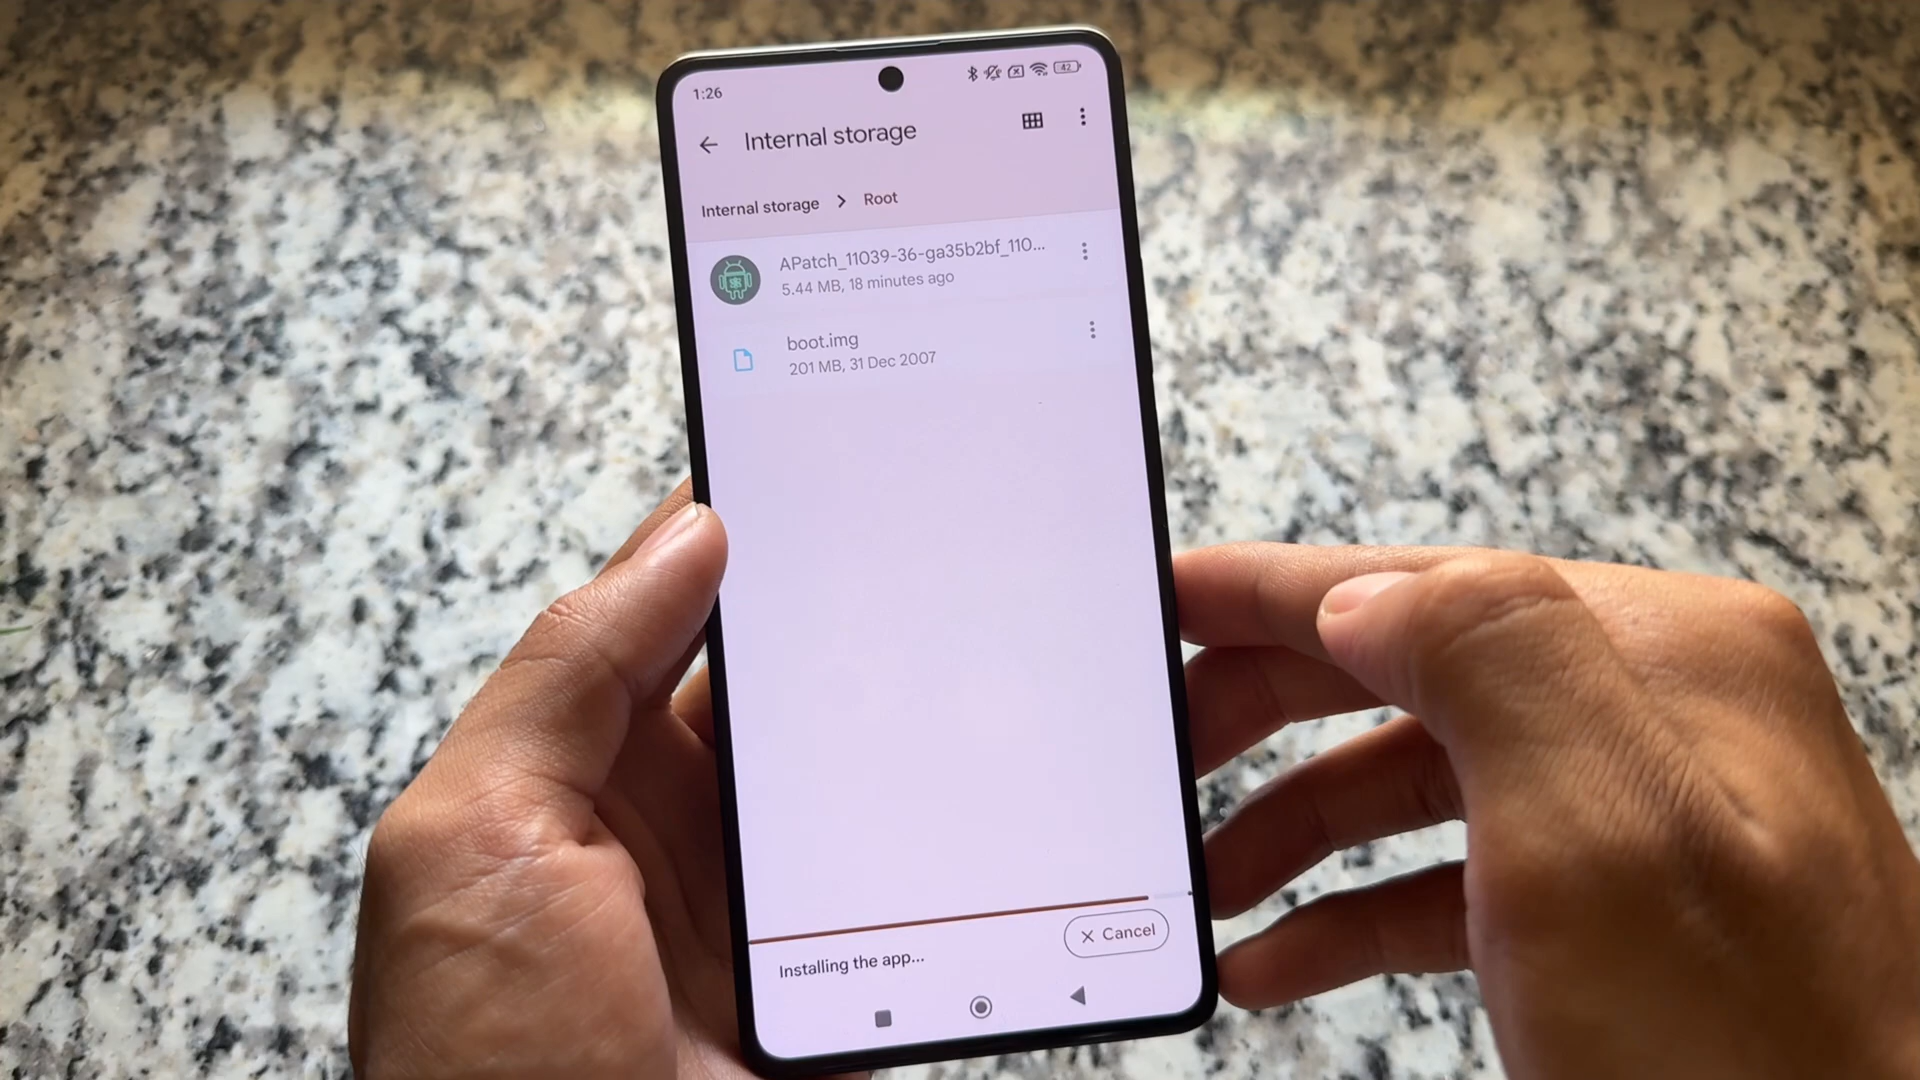 1:26
42
Internal storage
Internal storage > Root
APatch_11039-36-ga35b2bf_110...
5.44 MB, 18 minutes ago
boot.img
201 MB, 31 Dec 2007
Installing the app...
Cancel